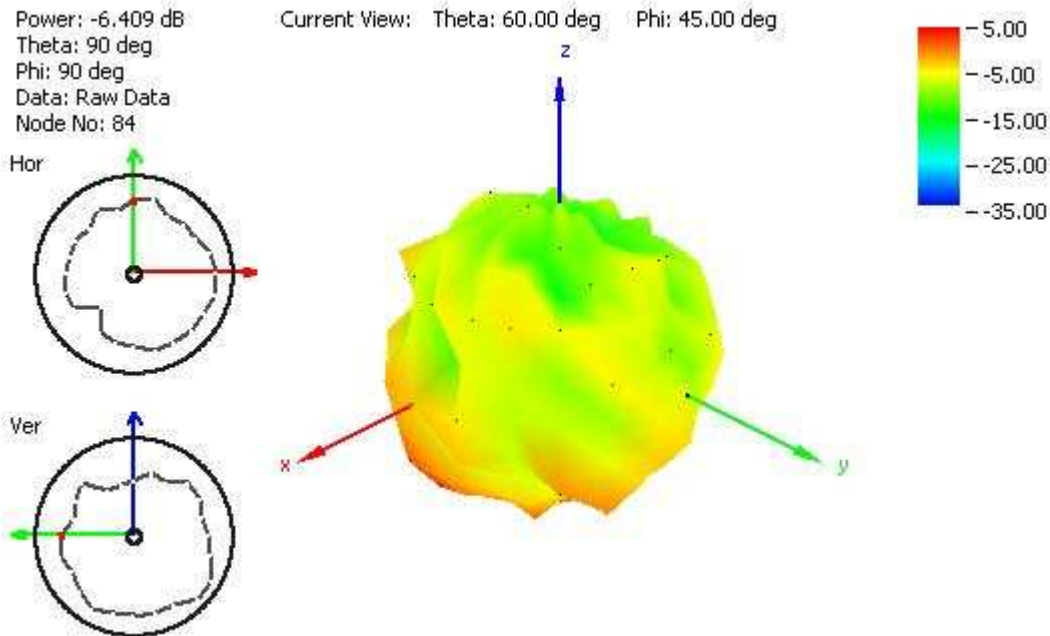 Power: -6.409 dB
Theta: 90 deg
Phi: 90 deg
Data: Raw Data
Node No: 84
Current View: Theta: 60.00 deg Phi: 45.00 deg
z
5.00
-5.00
-15.00
-25.00
-35.00
Hor
Ver
x
y